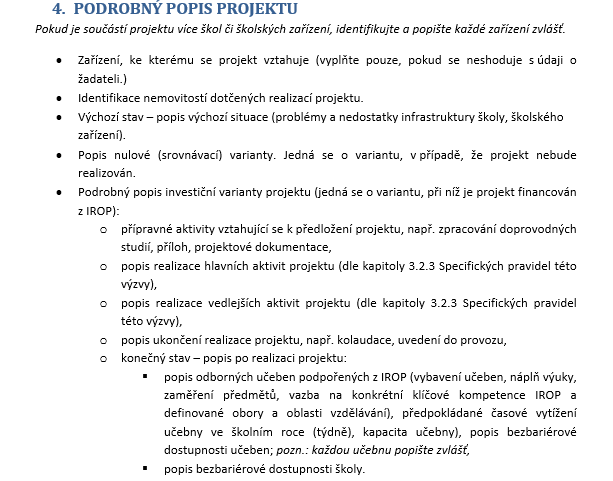 4. PODROBNÝ POPIS PROJEKTU
Pokud je součástí projektu více škol či školských zařízení, identifikujte a popište každé zařízení zvlášť.
• Zařízení, ke kterému se projekt vztahuje (vyplňte pouze, pokud se neshoduje s údaji o
žadateli.)
• Identifikace nemovitostí dotčených realizací projektu.
• Výchozí stav – popis výchozí situace (problémy a nedostatky infrastruktury školy, školského
zařízení).
• Popis nulové (srovnávací) varianty. Jedná se o variantu, v případě, že projekt nebude
realizován.
• Podrobný popis investiční varianty projektu (jedná se o variantu, při níž je projekt financován
z IROP):
o přípravné aktivity vztahující se k předložení projektu, např. zpracování doprovodných
studií, příloh, projektové dokumentace,
o popis realizace hlavních aktivit projektu (dle kapitoly 3.2.3 Specifických pravidel této
výzvy),
o popis realizace vedlejších aktivit projektu (dle kapitoly 3.2.3 Specifických pravidel
této výzvy),
o popis ukončení realizace projektu, např. kolaudace, uvedení do provozu,
o konečný stav – popis po realizaci projektu:
▪ popis odborných učeben podpořených z IROP (vybavení učeben, náplň výuky,
zaměření předmětů, vazba na konkrétní klíčové kompetence IROP a
definované obory a oblasti vzdělávání), předpokládané časové vytížení
učebny ve školním roce (týdně), kapacita učebny), popis bezbariérové
dostupnosti učeben; pozn.: každou učebnu popište zvlášť,
▪ popis bezbariérové dostupnosti školy.